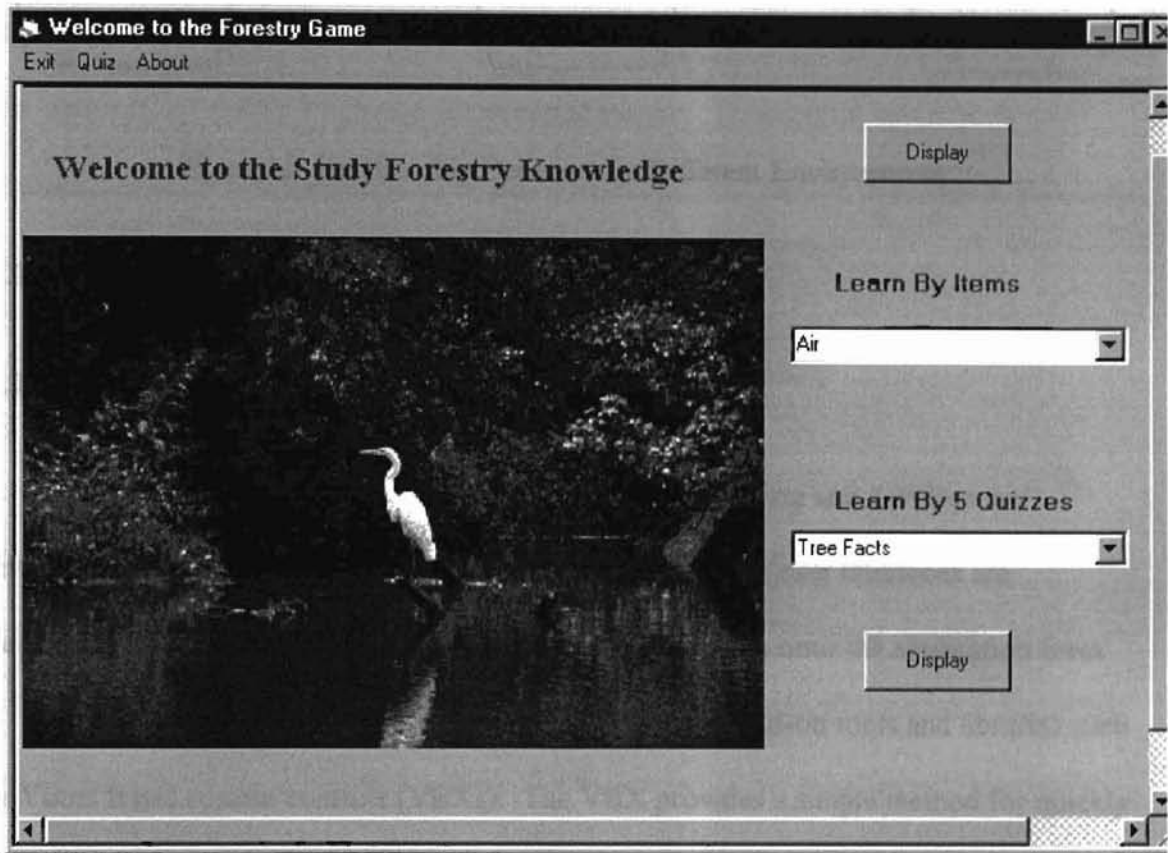 Welcome to the Forestry Game
Exit Quiz About
Welcome to the Study Forestry Knowledge
Display
Learn By Items
Air
Learn By 5 Quizzes
Tree Facts
Display